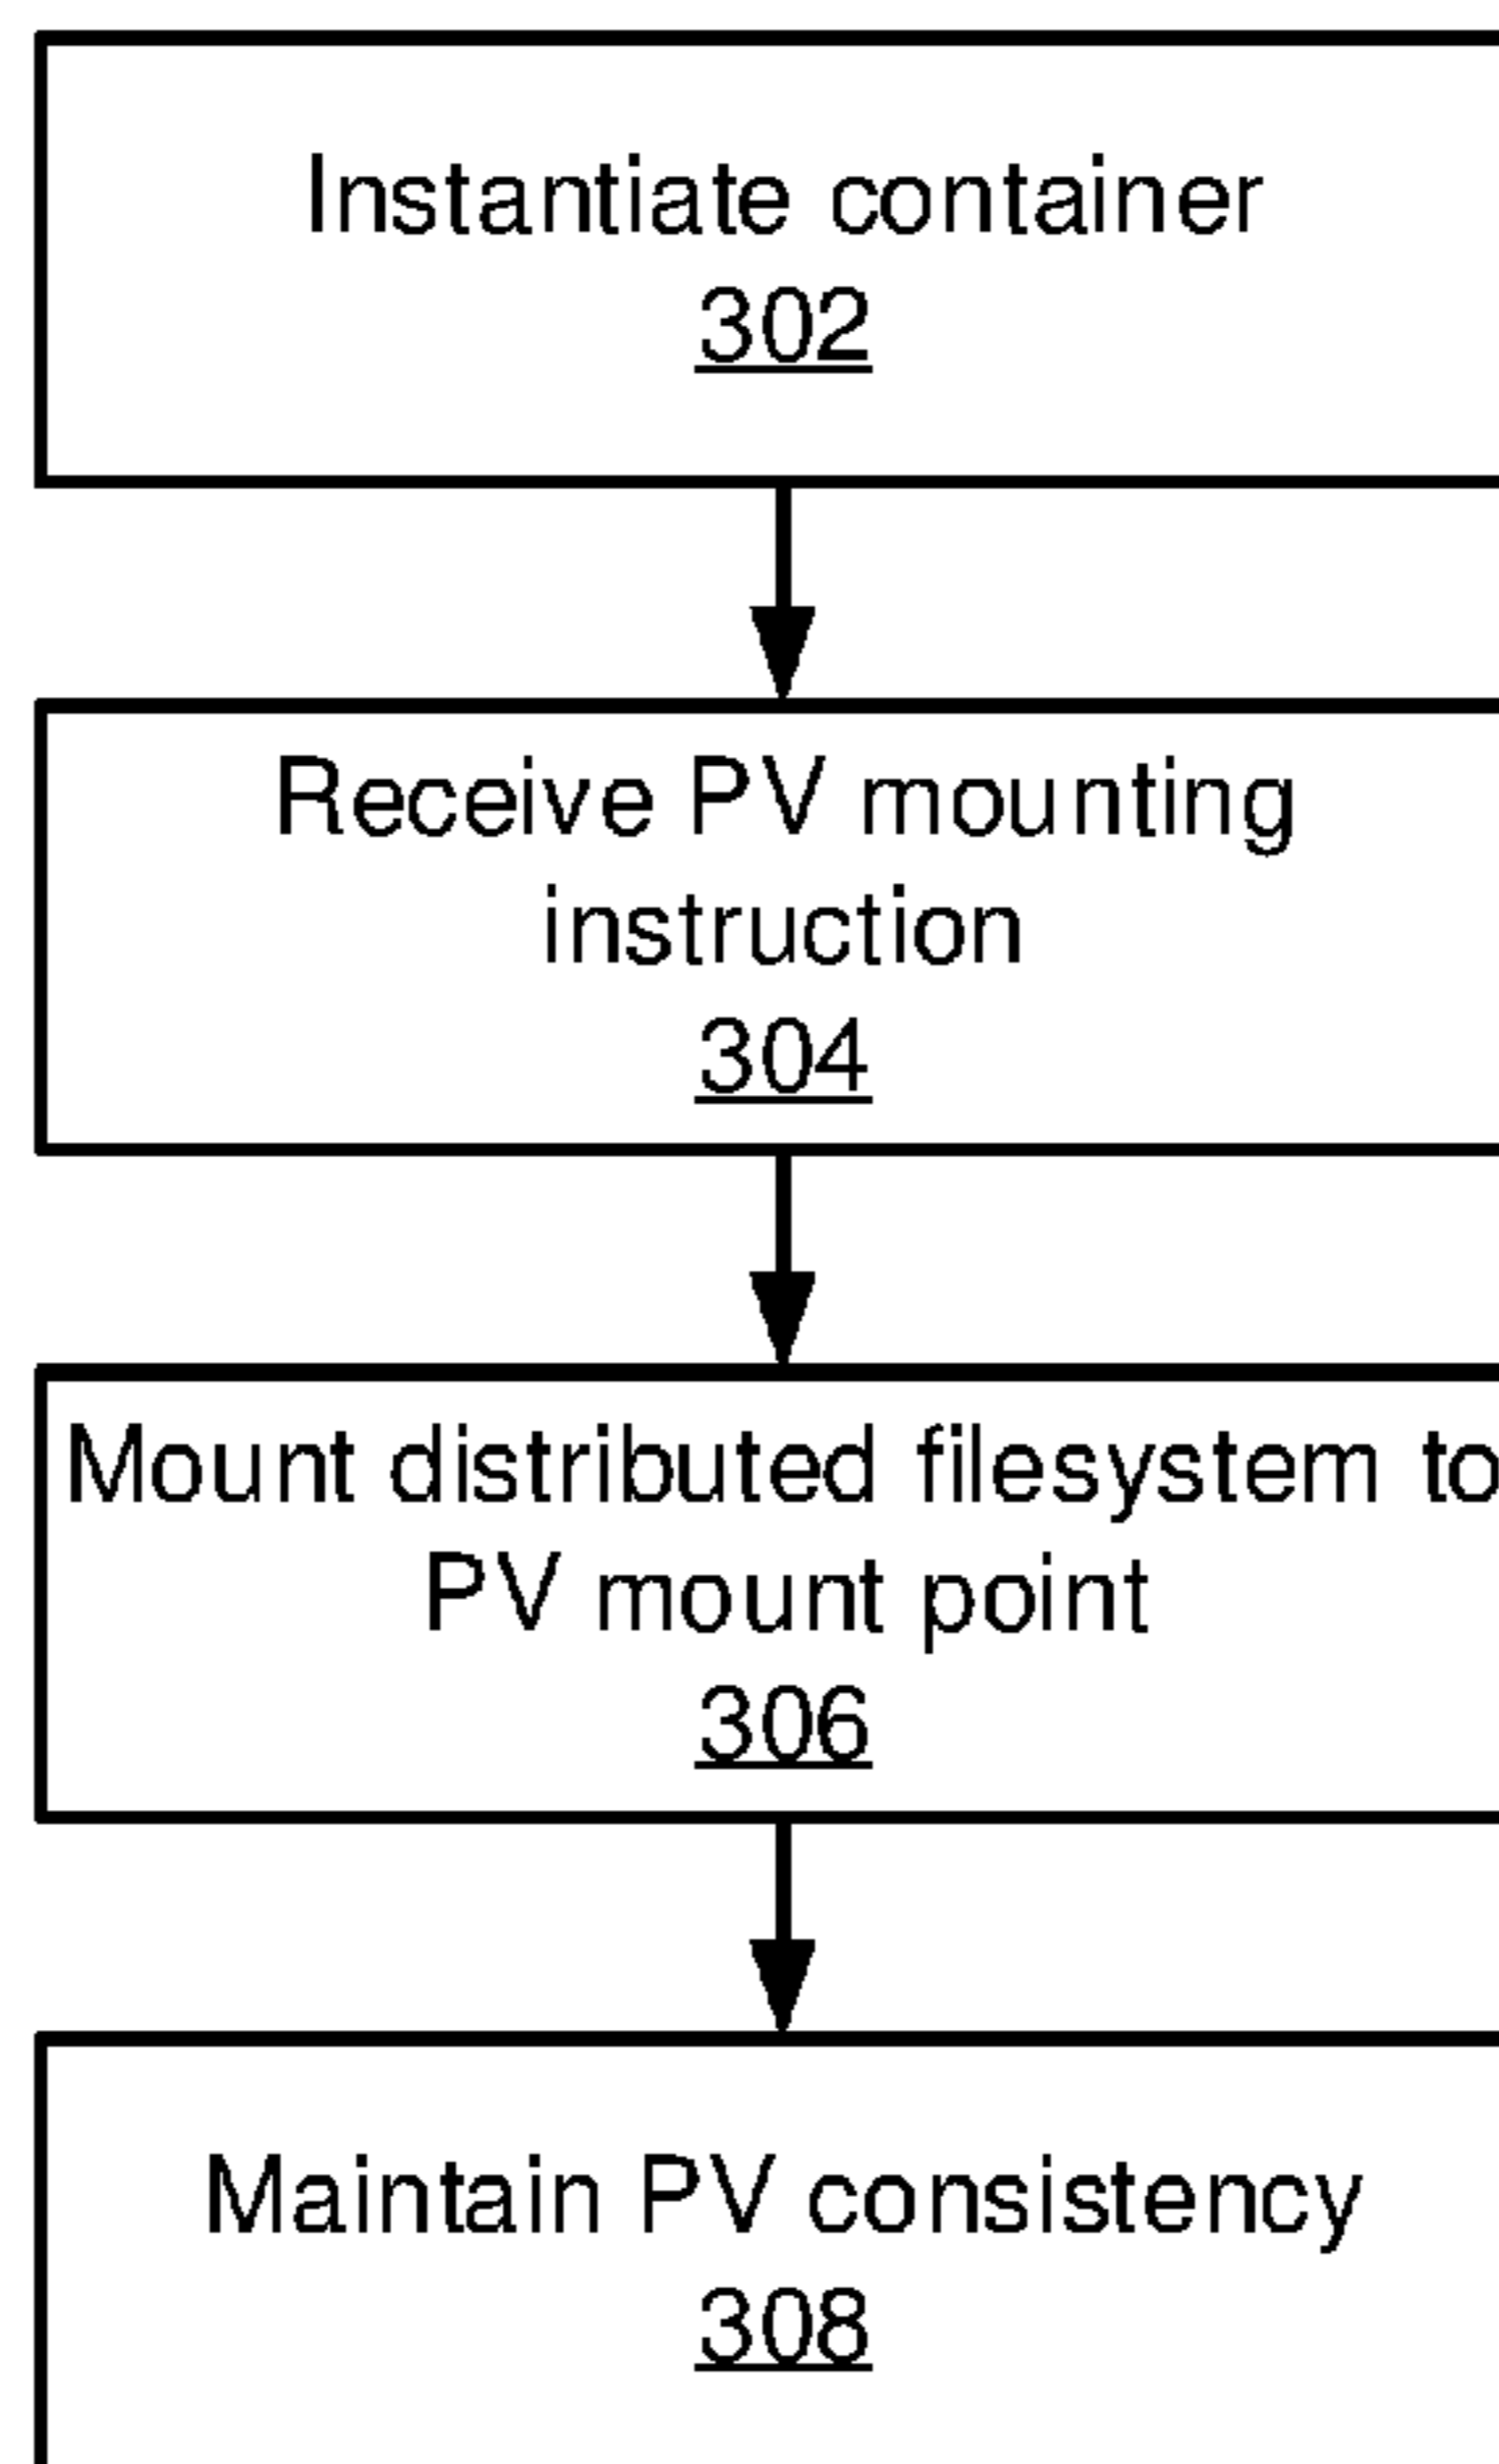 Instantiate container
302
Receive PV mounting
instruction
304
Mount distributed filesystem to
PV mount point
306
Maintain PV consistency
308